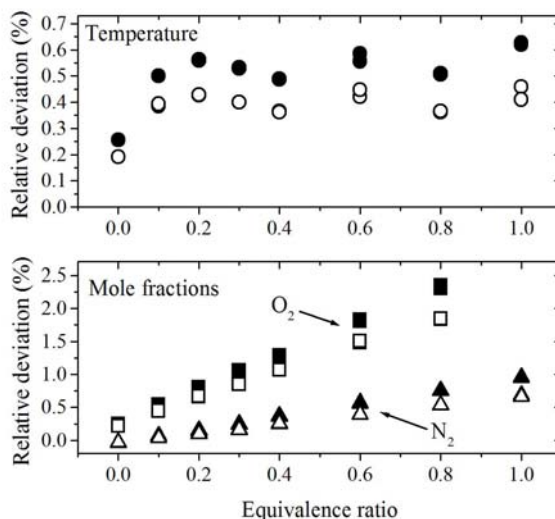 Relative deviation (%)
0.7
0.6
0.5
0.4
0.3
0.2
0.1
0.0
Temperature
0.0 0.2 0.4 0.6 0.8 1.0
Relative deviation (%)
2.5
2.0
1.5
1.0
0.5
0.0
Mole fractions
O₂
N₂
0.0 0.2 0.4 0.6 0.8 1.0
Equivalence ratio